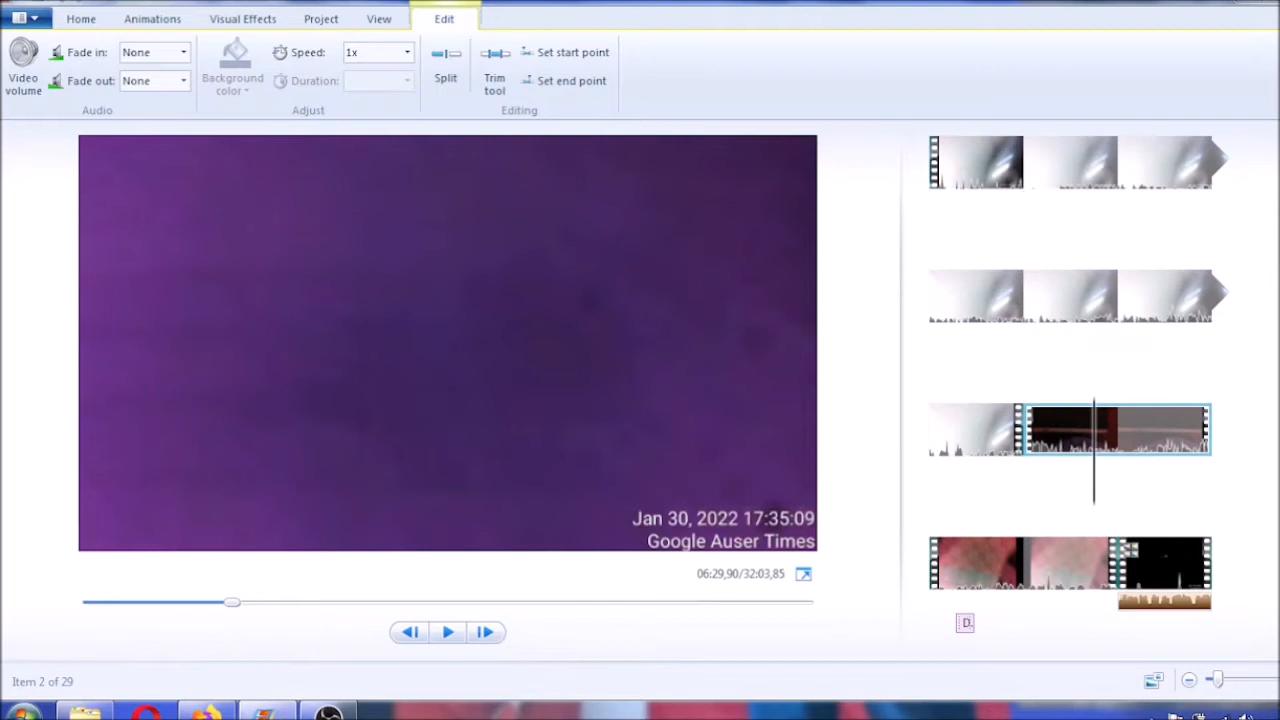 Home Animations Visual Effects Project View Edit
Video volume
Fade in: None
Fade out: None
Audio
Background color
Speed: 1x
Duration:
Adjust
Split
Trim tool
Set start point
Set end point
Editing
Jan 30, 2022 17:35:09
Google Auser Times
06:29,90/32:03,85
D.
Item 2 of 29